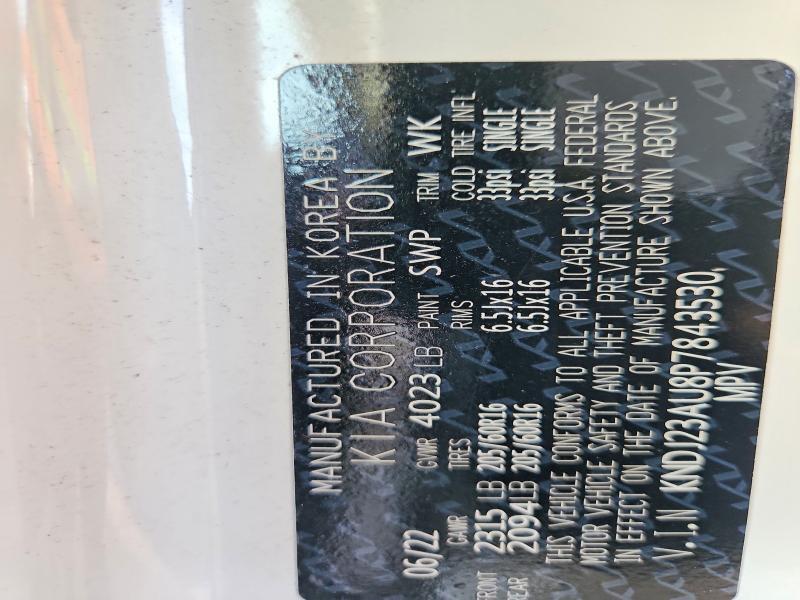 MANUFACTURED IN KOREA BY
KIA CORPORATION
06/22 GVWR 4023 LB PAINT SWP TRIM WK
GAWR TIRES RIMS COLD TIRE INFL
FRONT 2315 LB 205/60R16 6.5Jx16 33psi SINGLE
REAR 2094 LB 205/60R16 6.5Jx16 33psi SINGLE
THIS VEHICLE CONFORMS TO ALL APPLICABLE U.S.A. FEDERAL
MOTOR VEHICLE SAFETY AND THEFT PREVENTION STANDARDS
IN EFFECT ON THE DATE OF MANUFACTURE SHOWN ABOVE.
V.I.N KNDJ23AU8P7843530,
MPV